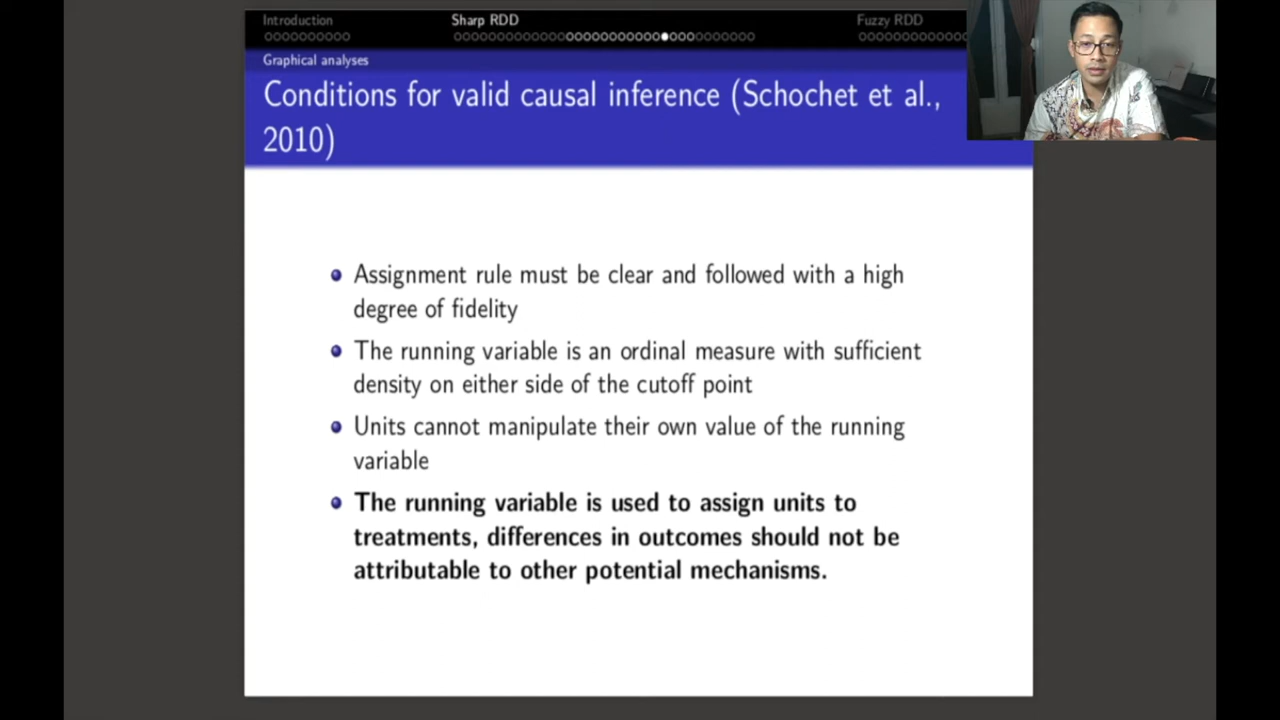 Introduction
Sharp RDD
Fuzzy RDD
Graphical analyses
Conditions for valid causal inference (Schochet et al.,
2010)
Assignment rule must be clear and followed with a high
degree of fidelity
The running variable is an ordinal measure with sufficient
density on either side of the cutoff point
Units cannot manipulate their own value of the running
variable
The running variable is used to assign units to
treatments, differences in outcomes should not be
attributable to other potential mechanisms.